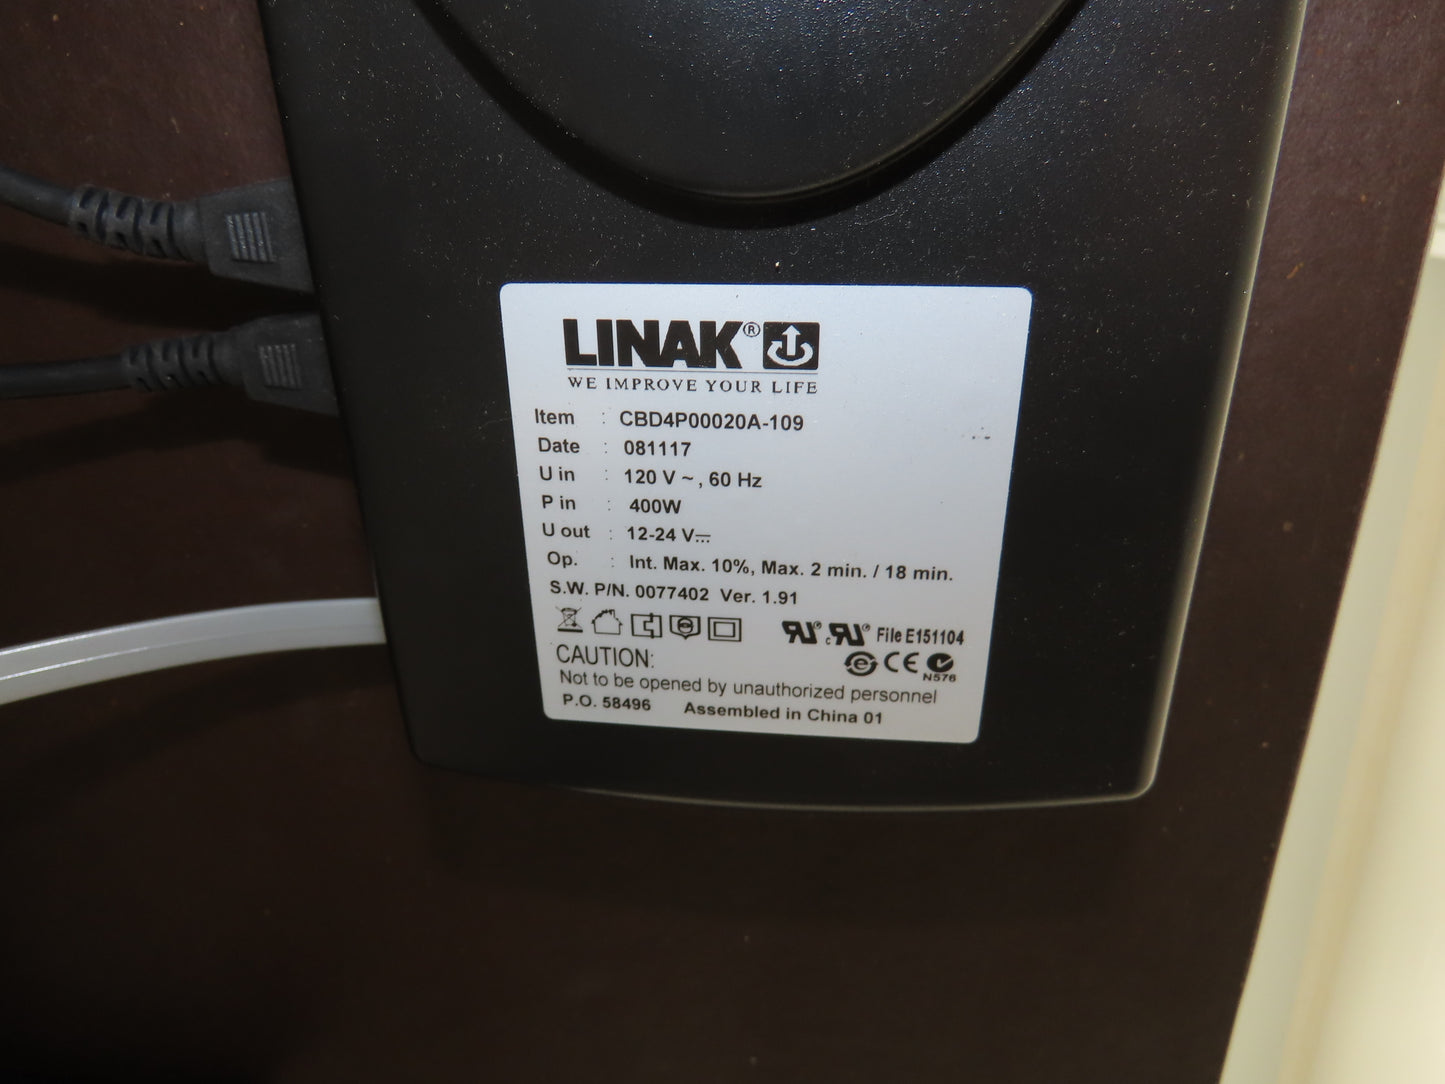 LINAK®
WE IMPROVE YOUR LIFE
Item : CBD4P00020A-109
Date : 081117
U in : 120 V ~ , 60 Hz
P in : 400W
U out : 12-24 V⎓
Op. : Int. Max. 10%, Max. 2 min. / 18 min.
S.W. P/N. 0077402 Ver. 1.91
File E151104
N576
CAUTION:
Not to be opened by unauthorized personnel
P.O. 58496 Assembled in China 01